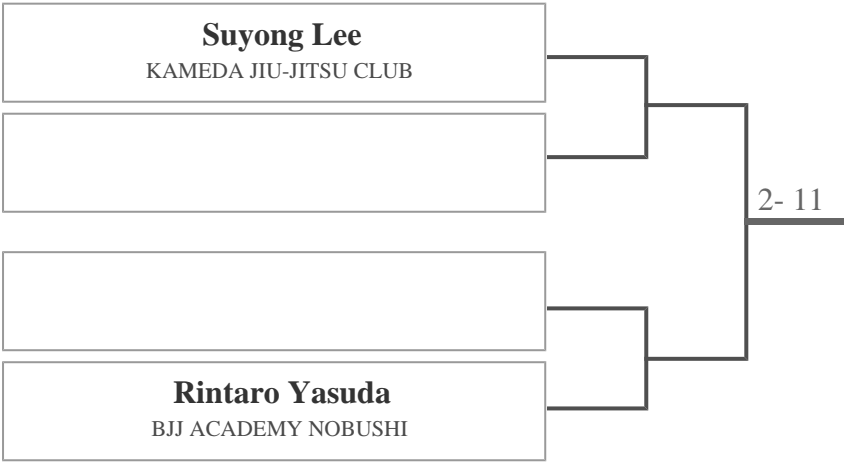 Suyong Lee
KAMEDA JIU-JITSU CLUB
2- 11
Rintaro Yasuda
BJJ ACADEMY NOBUSHI